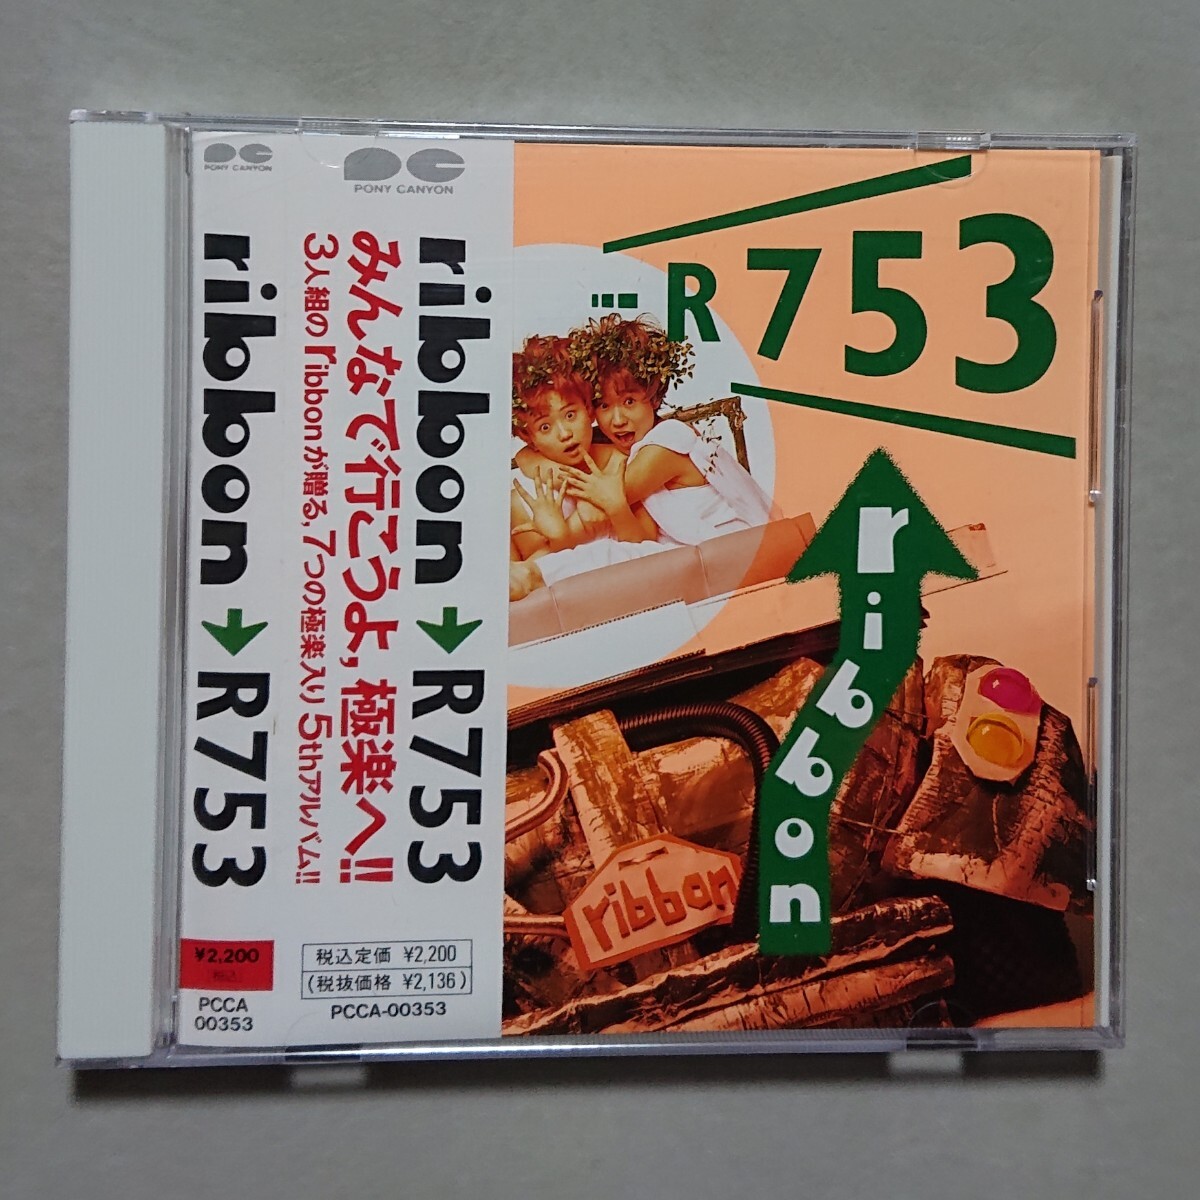 PONY CANYON
ribbon→R753
¥2,200
PCCA
00353
PONY CANYON
ribbon→R753
みんなで行こうよ,極楽へ!!
3人組のribbonが贈る,7つの極楽入り5thアルバム!!
税込定価 ¥2,200
(税抜価格 ¥2,136)
PCCA-00353
R753
ribbon
ribbon